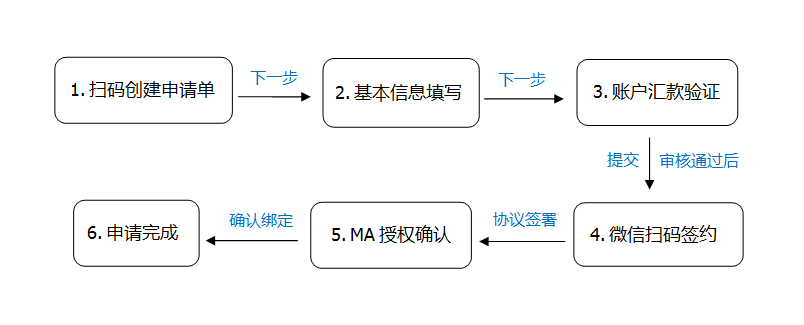 1. 扫码创建申请单
下一步
2. 基本信息填写
下一步
3. 账户汇款验证
提交
审核通过后
4. 微信扫码签约
协议签署
5. MA 授权确认
确认绑定
6. 申请完成